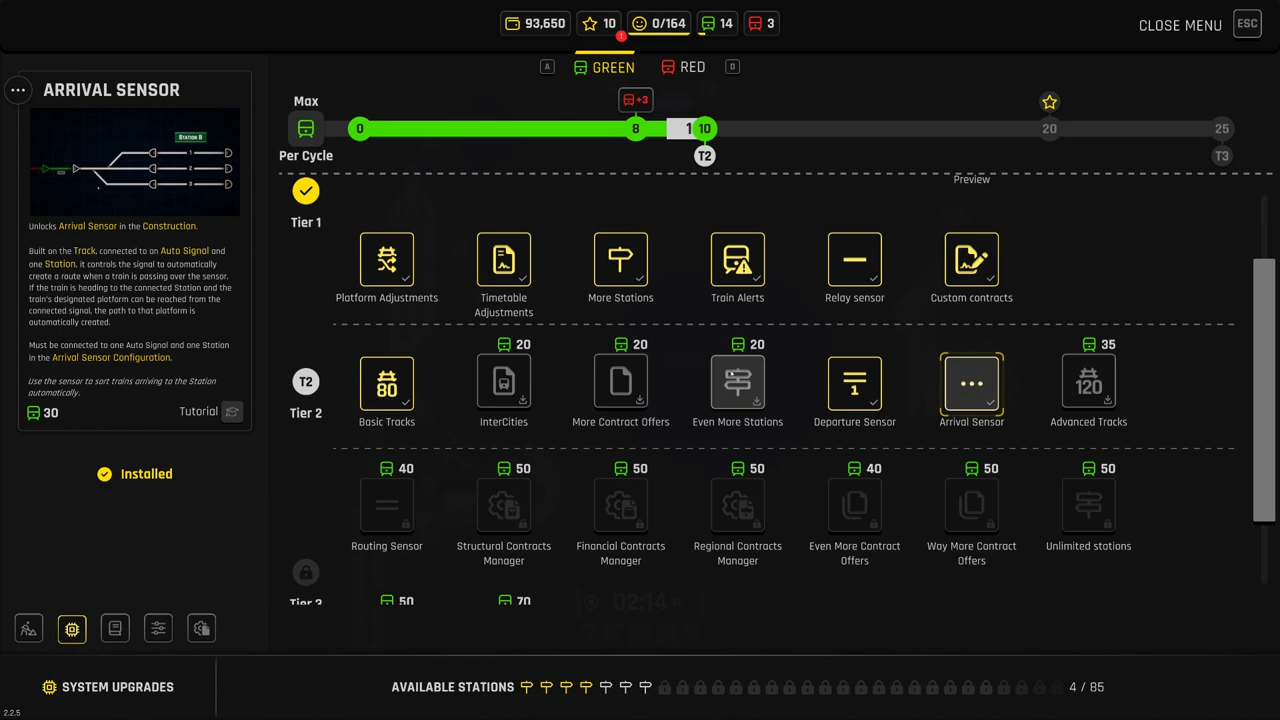 93,650
10
0/164
14
3
!
CLOSE MENU
ESC
A
GREEN
RED
D
ARRIVAL SENSOR
STATION B
1
2
3
Unlocks Arrival Sensor in the Construction.
Built on the Track, connected to an Auto Signal and
one Station, it controls the signal to automatically
create a route when a train is passing over the sensor.
If the train is heading to the connected Station and the
train's designated platform can be reached from the
connected signal, the path to that platform is
automatically created.
Must be connected to one Auto Signal and one Station
in the Arrival Sensor Configuration.
Use the sensor to sort trains arriving to the Station
automatically.
30
Tutorial
Installed
Max
Per Cycle
+3
0
8
1
10
20
25
T2
T3
Preview
Tier 1
Platform Adjustments
Timetable
Adjustments
More Stations
Train Alerts
Relay sensor
Custom contracts
T2
Tier 2
20
20
20
35
80
1
120
Basic Tracks
InterCities
More Contract Offers
Even More Stations
Departure Sensor
Arrival Sensor
Advanced Tracks
40
50
50
50
40
50
50
Routing Sensor
Structural Contracts
Manager
Financial Contracts
Manager
Regional Contracts
Manager
Even More Contract
Offers
Way More Contract
Offers
Unlimited stations
Tier 3
50
70
02:14
SYSTEM UPGRADES
AVAILABLE STATIONS
4 / 85
2.2.5